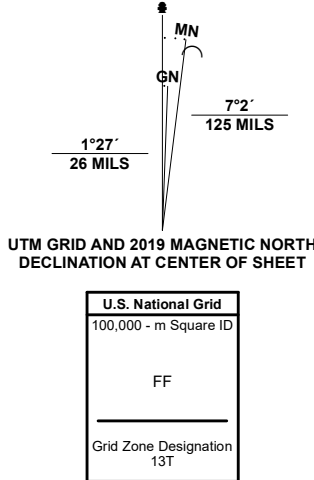 MN
GN
7°2´
125 MILS
1°27´
26 MILS
UTM GRID AND 2019 MAGNETIC NORTH
DECLINATION AT CENTER OF SHEET
U.S. National Grid
100,000 - m Square ID
FF
Grid Zone Designation
13T